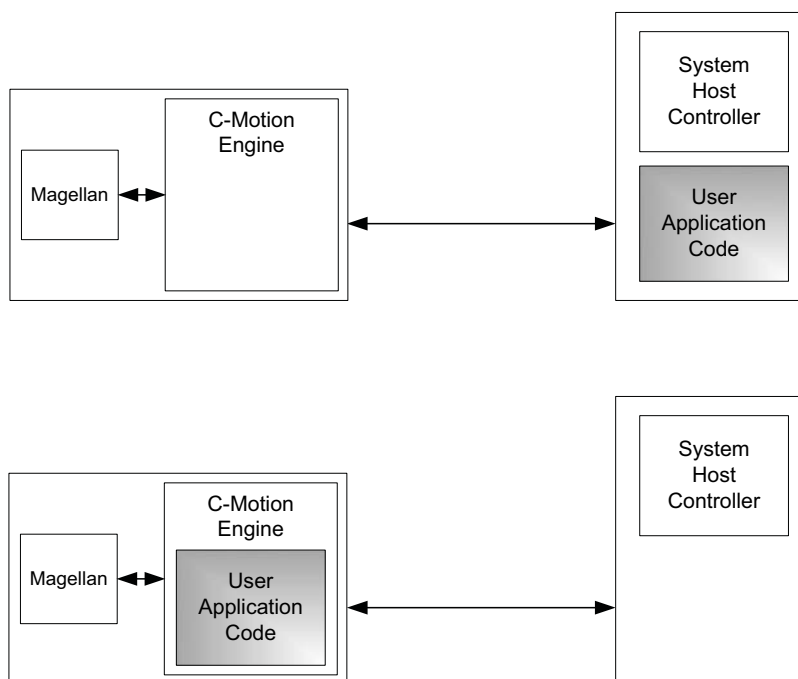 C-Motion
Engine
Magellan
System
Host
Controller
User
Application
Code
C-Motion
Engine
Magellan
User
Application
Code
System
Host
Controller